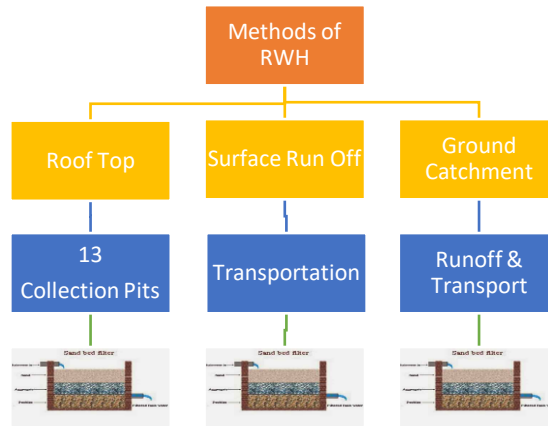 Methods of
RWH
Roof Top
Surface Run Off
Ground
Catchment
13
Collection Pits
Transportation
Runoff &
Transport
Sand bed filter
Sand bed filter
Sand bed filter